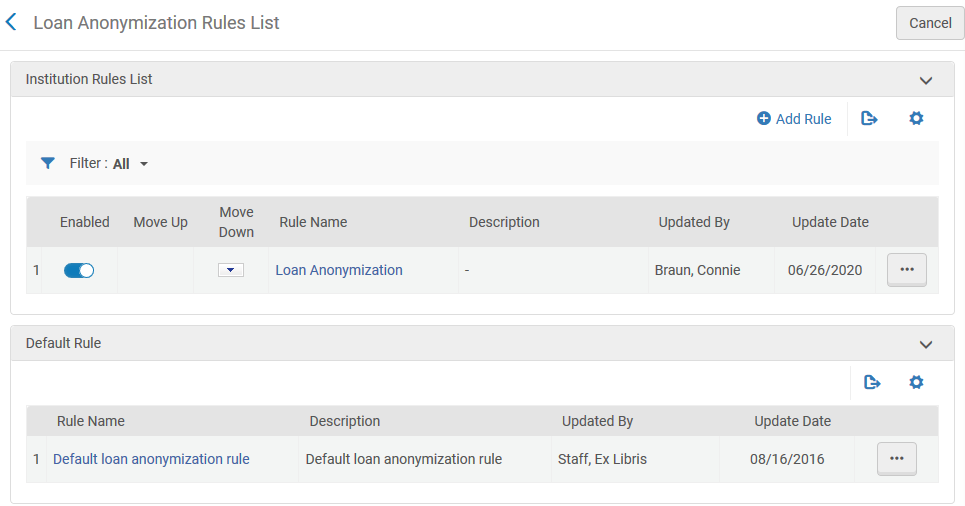 Loan Anonymization Rules List
Cancel
Institution Rules List
Add Rule
Filter : All
Enabled Move Up Move Down Rule Name Description Updated By Update Date
1 Loan Anonymization - Braun, Connie 06/26/2020 ...
Default Rule
Rule Name Description Updated By Update Date
1 Default loan anonymization rule Default loan anonymization rule Staff, Ex Libris 08/16/2016 ...